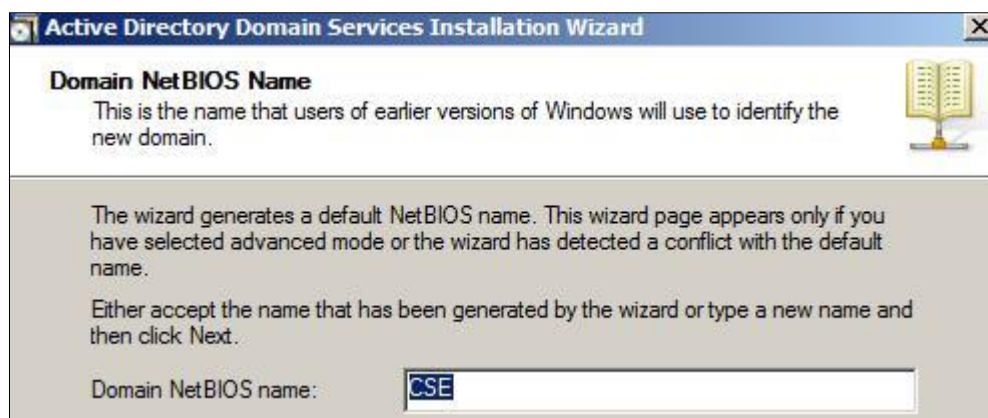 Active Directory Domain Services Installation Wizard
Domain NetBIOS Name
This is the name that users of earlier versions of Windows will use to identify the
new domain.
The wizard generates a default NetBIOS name. This wizard page appears only if you
have selected advanced mode or the wizard has detected a conflict with the default
name.
Either accept the name that has been generated by the wizard or type a new name and
then click Next.
Domain NetBIOS name: CSE